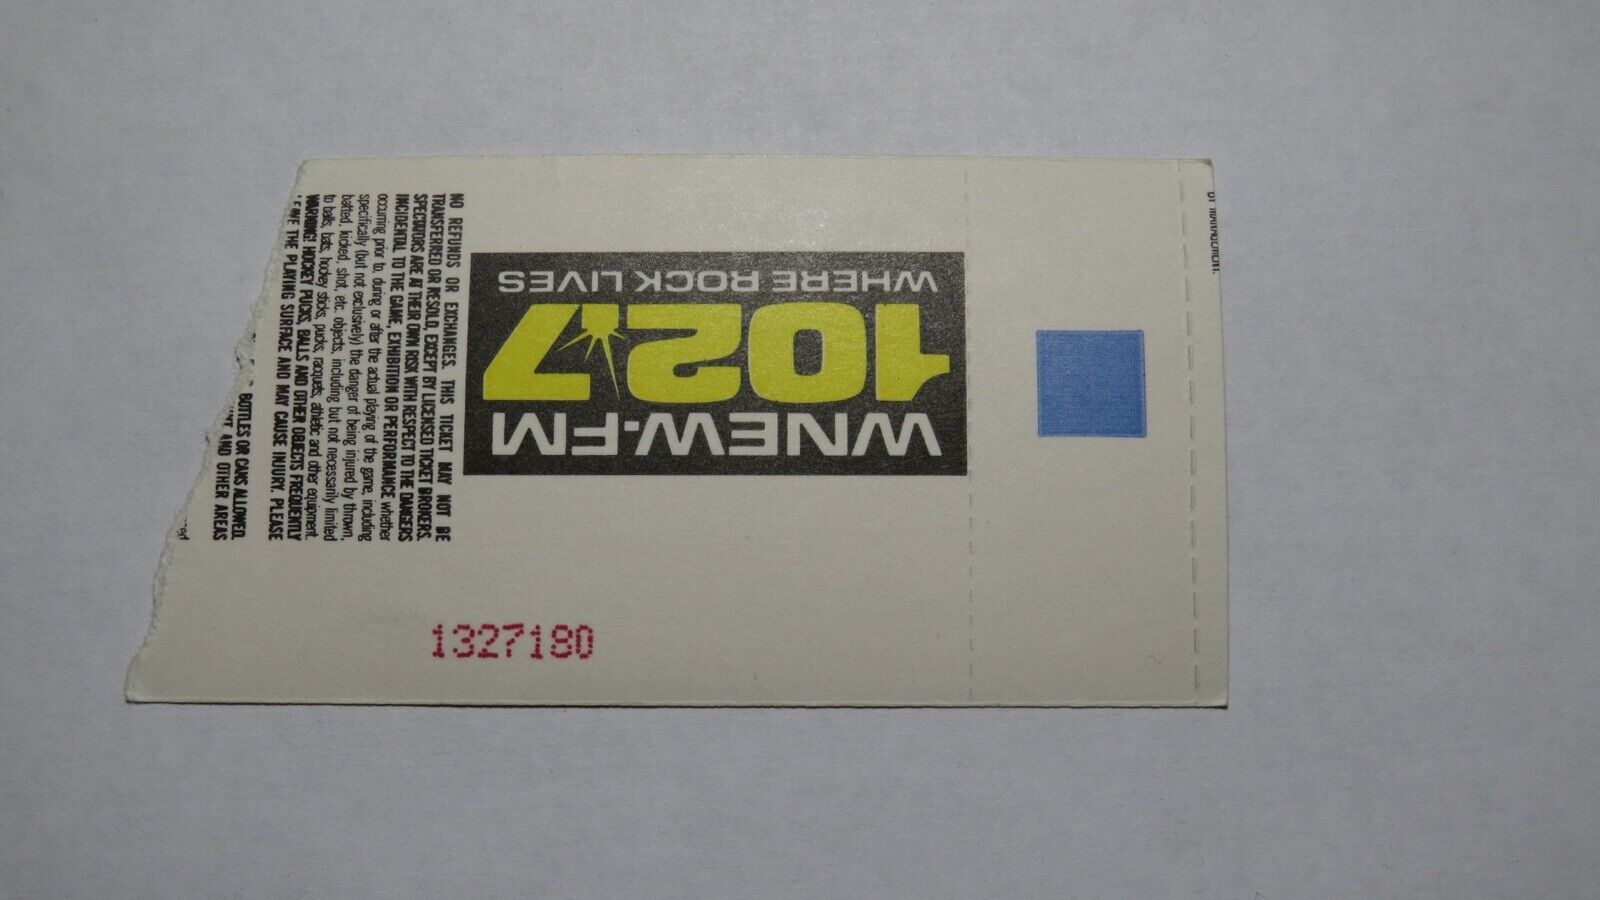 NO REFUNDS OR EXCHANGES. THIS TICKET MAY NOT BE
TRANSFERRED OR RESOLD, EXCEPT BY LICENSED TICKET BROKERS.
SPECTATORS ARE AT THEIR OWN RISK WITH RESPECT TO THE DANGERS
INCIDENTAL TO THE GAME, EXHIBITION OR PERFORMANCE whether
occurring prior to, during or after the actual playing of the game, including
specifically (but not exclusively) the danger of being injured by thrown,
batted, kicked, shot, etc. objects, including but not necessarily limited
to balls, bats, hockey sticks, pucks, racquets, athletic and other equipment.
WARNING! HOCKEY PUCKS, BALLS AND OTHER OBJECTS FREQUENTLY
LEAVE THE PLAYING SURFACE AND MAY CAUSE INJURY. PLEASE
BOTTLES OR CANS ALLOWED.
AND OTHER AREAS
WNEW-FM
102.7
WHERE ROCK LIVES
1327180